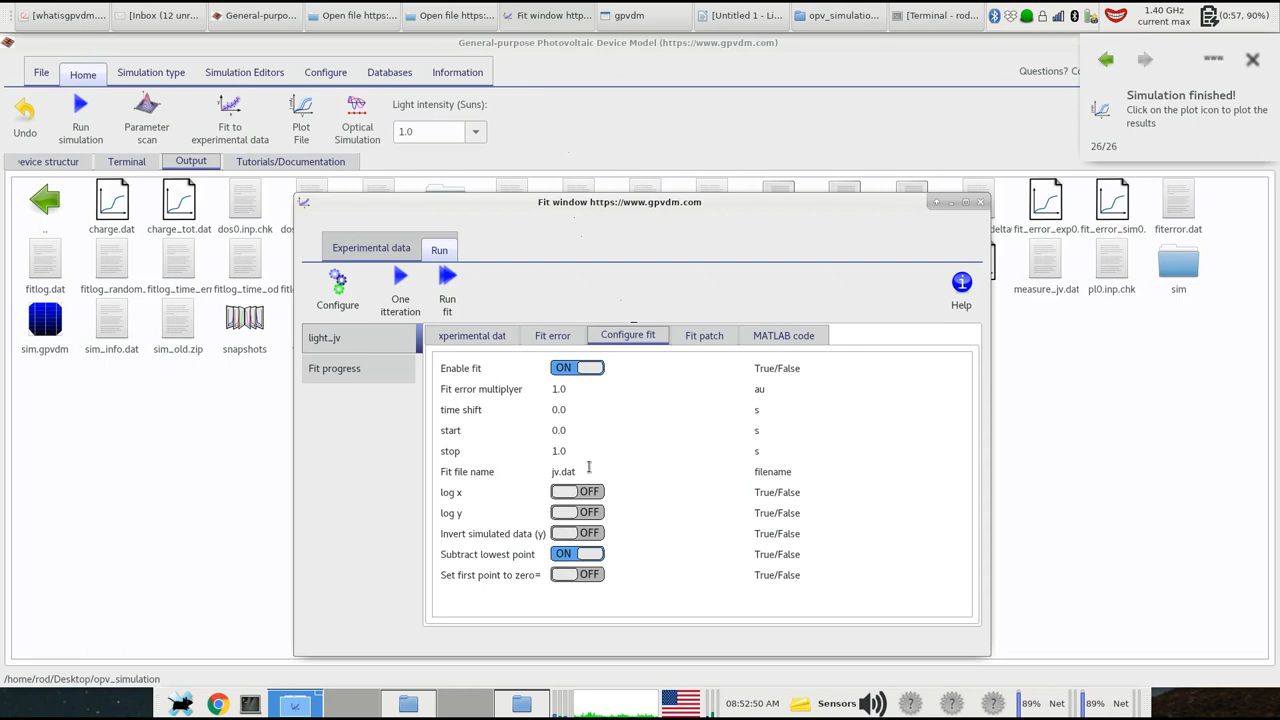 [whatisgpvdm....
[Inbox (12 unr...
General-purpo...
Open file https:...
Open file https:...
Fit window http...
gpvdm
[Untitled 1 - Li...
opv_simulatio...
[Terminal - rod...
1.40 GHz
current max
(0:57, 90%)
General-purpose Photovoltaic Device Model (https://www.gpvdm.com)
File
Home
Simulation type
Simulation Editors
Configure
Databases
Information
Questions? Co
Undo
Run
simulation
Parameter
scan
Fit to
experimental data
Plot
File
Optical
Simulation
Light intensity (Suns):
1.0
www
Simulation finished!
Click on the plot icon to plot the
results
26/26
evice structur
Terminal
Output
Tutorials/Documentation
..
charge.dat
charge_tot.dat
dos0.inp.chk
delta
fit_error_exp0.
fit_error_sim0.
fiterror.dat
fitlog.dat
fitlog_random_
fitlog_time_err
fitlog_time_od
fitlo
measure_jv.dat
pl0.inp.chk
sim
sim.gpvdm
sim_info.dat
sim_old.zip
snapshots
Fit window https://www.gpvdm.com
Experimental data
Run
Configure
One
itteration
Run
fit
Help
light_jv
Fit progress
xperimental dat
Fit error
Configure fit
Fit patch
MATLAB code
Enable fit ON True/False
Fit error multiplyer 1.0 au
time shift 0.0 s
start 0.0 s
stop 1.0 s
Fit file name jv.dat filename
log x OFF True/False
log y OFF True/False
Invert simulated data (y) OFF True/False
Subtract lowest point ON True/False
Set first point to zero= OFF True/False
/home/rod/Desktop/opv_simulation
08:52:50 AM
Sensors
89% Net
89% Net